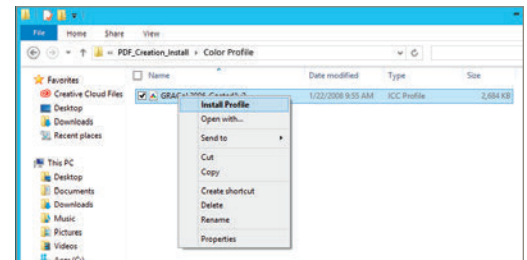 File Home Share View
PDF_Creation_Install › Color Profile
Name Date modified Type Size
Favorites
Creative Cloud Files
Desktop
Downloads
Recent places
This PC
Desktop
Documents
Downloads
Music
Pictures
Videos
1/22/2008 9:55 AM ICC Profile 2,684 KB
Install Profile
Open with...
Send to
Cut
Copy
Create shortcut
Delete
Rename
Properties